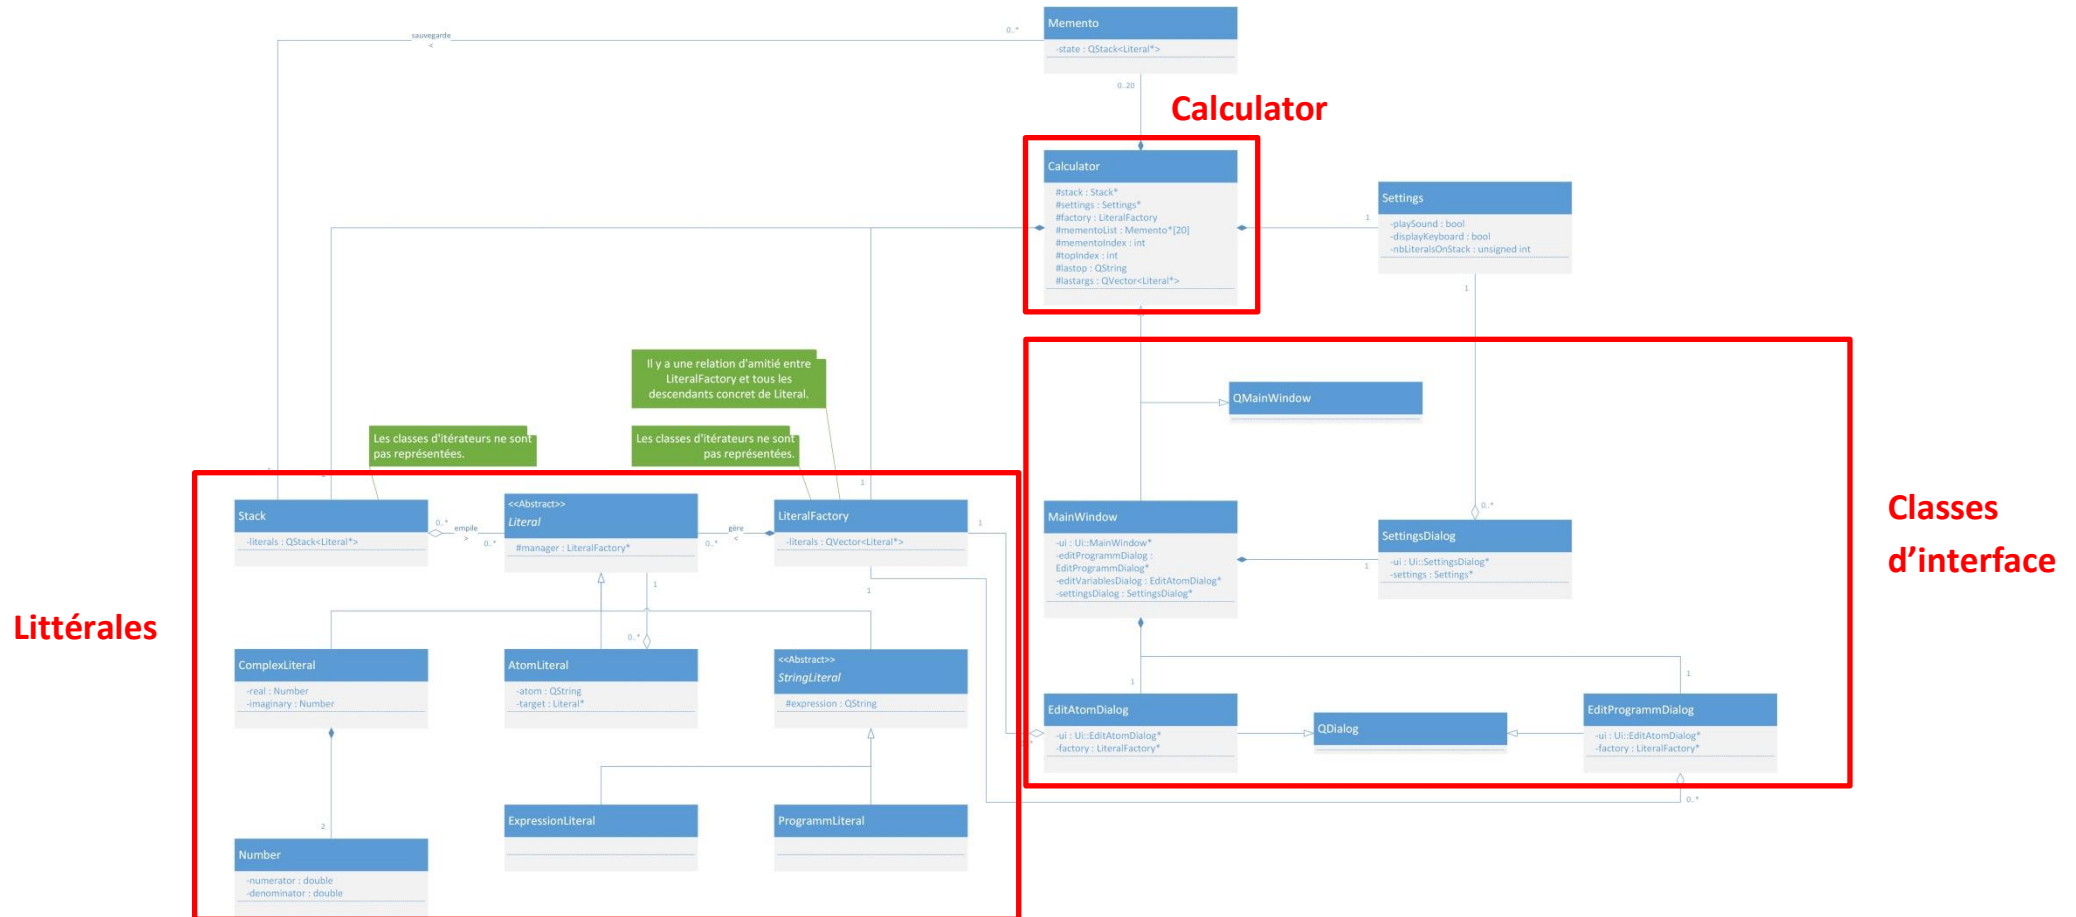 sauvegarde
<
0..*
Memento
-state : QStack<Literal*>
0..20
Calculator
Calculator
#stack : Stack*
#settings : Settings*
#factory : LiteralFactory
#mementoList : Memento*[20]
#mementoIndex : int
#topIndex : int
#lastop : QString
#lastargs : QVector<Literal*>
1
Settings
-playSound : bool
-displayKeyboard : bool
-nbLiteralsOnStack : unsigned int
1
Il y a une relation d'amitié entre
LiteralFactory et tous les
descendants concret de Literal.
Les classes d'itérateurs ne sont
pas représentées.
Les classes d'itérateurs ne sont
pas représentées.
QMainWindow
1
Stack
-literals : QStack<Literal*>
0..*
empile
>
0..*
<<Abstract>>
Literal
#manager : LiteralFactory*
gère
<
0..*
LiteralFactory
-literals : QVector<Literal*>
1
1
MainWindow
-ui : Ui::MainWindow*
-editProgrammDialog :
EditProgrammDialog*
-editVariablesDialog : EditAtomDialog*
-settingsDialog : SettingsDialog*
1
0..*
SettingsDialog
-ui : Ui::SettingsDialog*
-settings : Settings*
Classes
d'interface
Littérales
1
0..*
ComplexLiteral
-real : Number
-imaginary : Number
AtomLiteral
-atom : QString
-target : Literal*
<<Abstract>>
StringLiteral
#expression : QString
1
1
EditAtomDialog
-ui : Ui::EditAtomDialog*
-factory : LiteralFactory*
QDialog
EditProgrammDialog
-ui : Ui::EditAtomDialog*
-factory : LiteralFactory*
0..*
ExpressionLiteral
ProgrammLiteral
2
Number
-numerator : double
-denominator : double